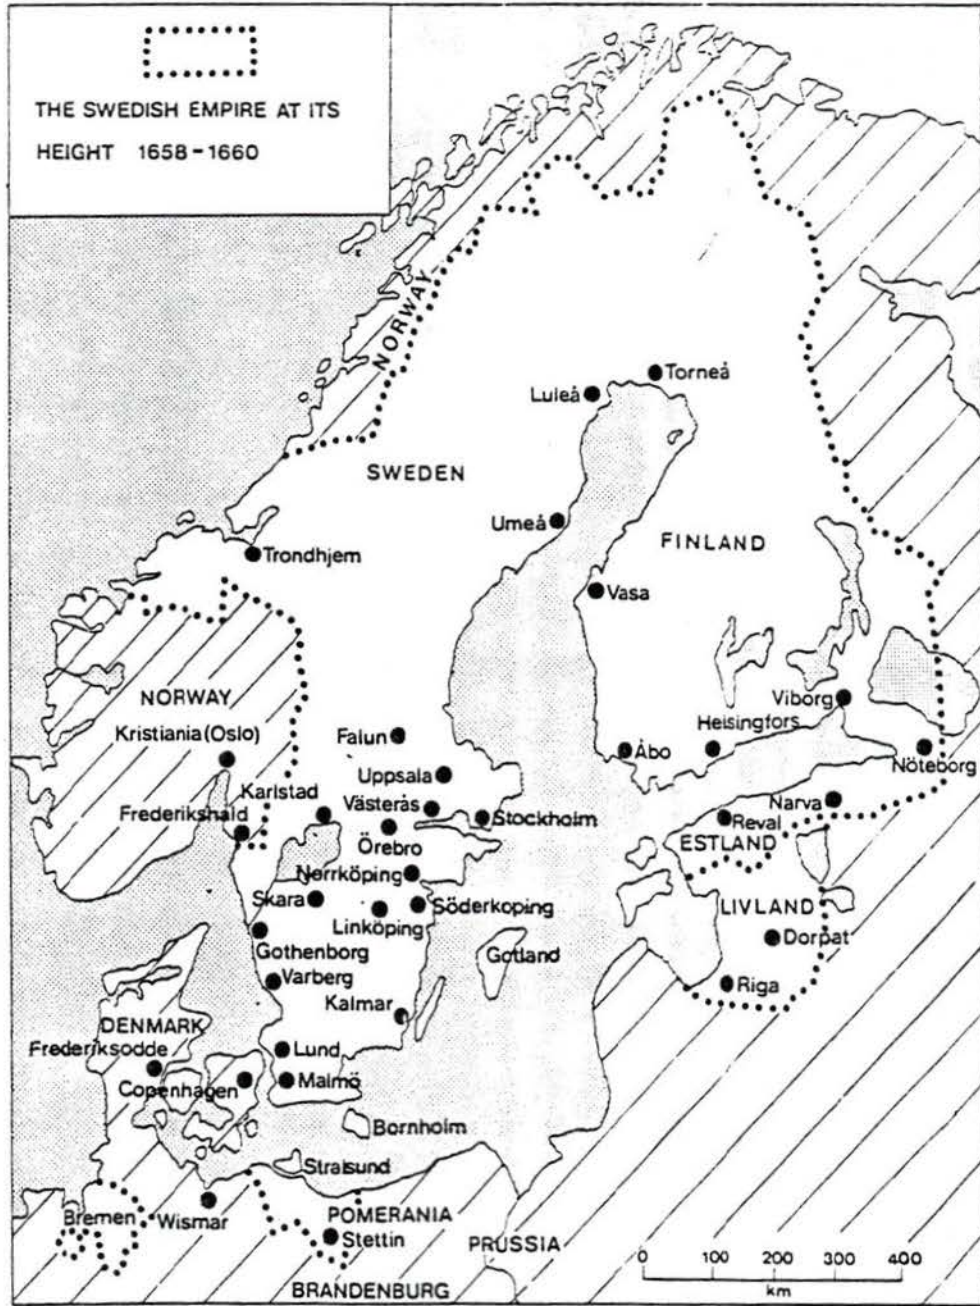 THE SWEDISH EMPIRE AT ITS
HEIGHT 1658-1660
NORWAY
Torneå
Luleå
SWEDEN
Umeå
FINLAND
Trondhjem
Vasa
NORWAY
Viborg
Helsingfors
Kristiania (Oslo)
Falun
Åbo
Nöteborg
Uppsala
Karlstad
Västerås
Narva
Frederikshald
Stockholm
Reval
Örebro
ESTLAND
Norrköping
Skara
Söderkoping
LIVLAND
Linköping
Dorpat
Gothenborg
Gotland
Varberg
Riga
Kalmar
DENMARK
Frederiksodde
Lund
Copenhagen
Malmö
Bornholm
Stralsund
Bremen
Wismar
POMERANIA
Stettin
PRUSSIA
BRANDENBURG
0 100 200 300 400
km